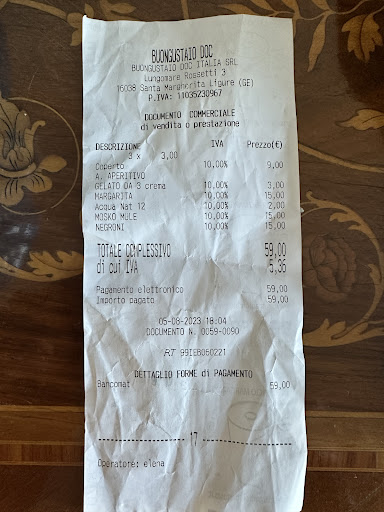 BUONGUSTAIO DOC
BUONGUSTAIO DOC ITALIA SRL
Lungomare Rossetti 3
16038 Santa Margherita Ligure (GE)
P.IVA: 11035230967
DOCUMENTO COMMERCIALE
di vendita o prestazione
DESCRIZIONE IVA Prezzo(€)
3 x 3,00
Coperto 10,00% 9,00
A. APERITIVO
GELATO DA 3 crema 10,00% 3,00
MARGARITA 10,00% 15,00
Acqua Nat 12 10,00% 2,00
MOSKO MULE 10,00% 15,00
NEGRONI 10,00% 15,00
TOTALE COMPLESSIVO 59,00
di cui IVA 5,36
Pagamento elettronico 59,00
Importo pagato 59,00
05-08-2023 18:04
DOCUMENTO N. 0059-0090
RT 99IEB060221
DETTAGLIO FORME di PAGAMENTO
Bancomat 59,00
17
Operatore: elena